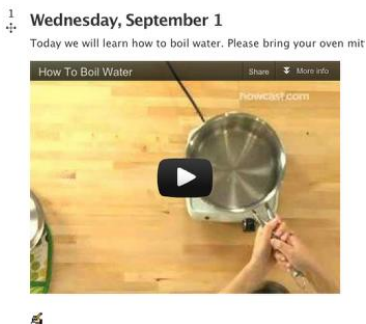 1
Wednesday, September 1
Today we will learn how to boil water. Please bring your oven
How To Boil Water
Share
More info
howcast.com